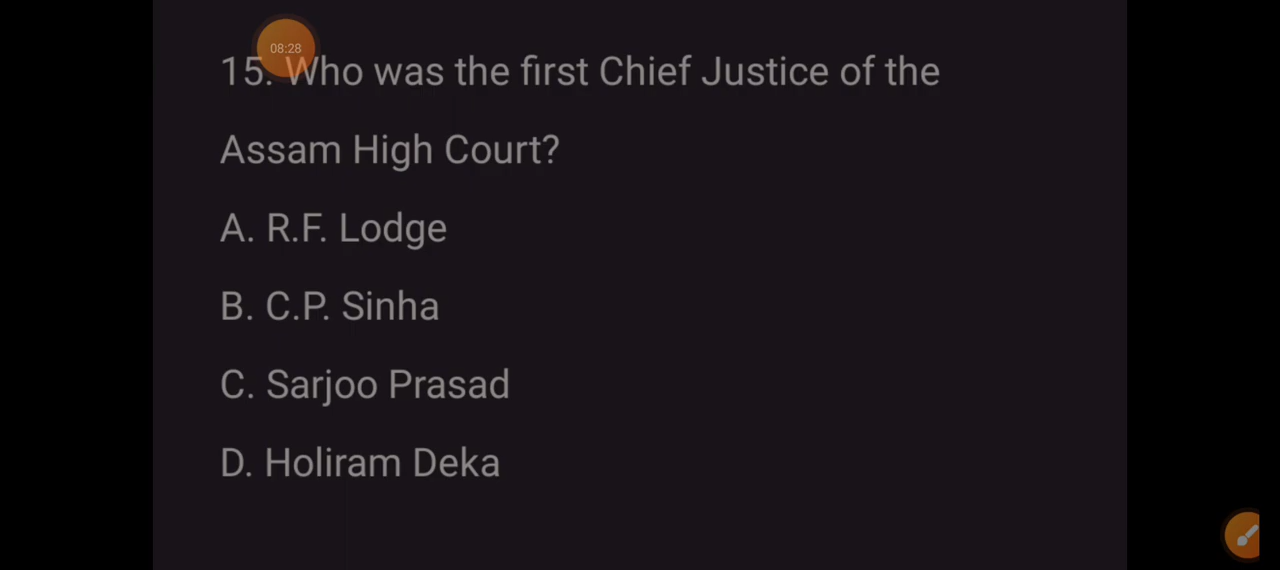 08:28
15. Who was the first Chief Justice of the
Assam High Court?
A. R.F. Lodge
B. C.P. Sinha
C. Sarjoo Prasad
D. Holiram Deka